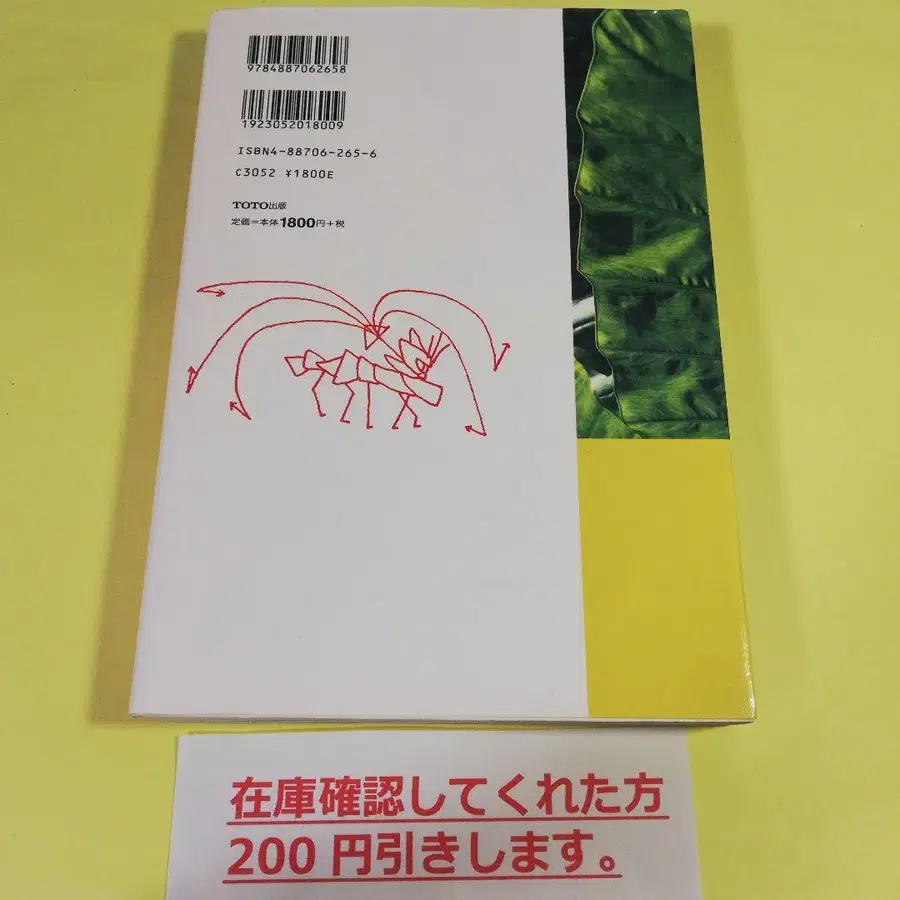 9784887062658
1923052018009
ISBN4-88706-265-6
C3052 ¥1800E
TOTO出版
定価=本体1800円+税
在庫確認してくれた方
200 円引きします。